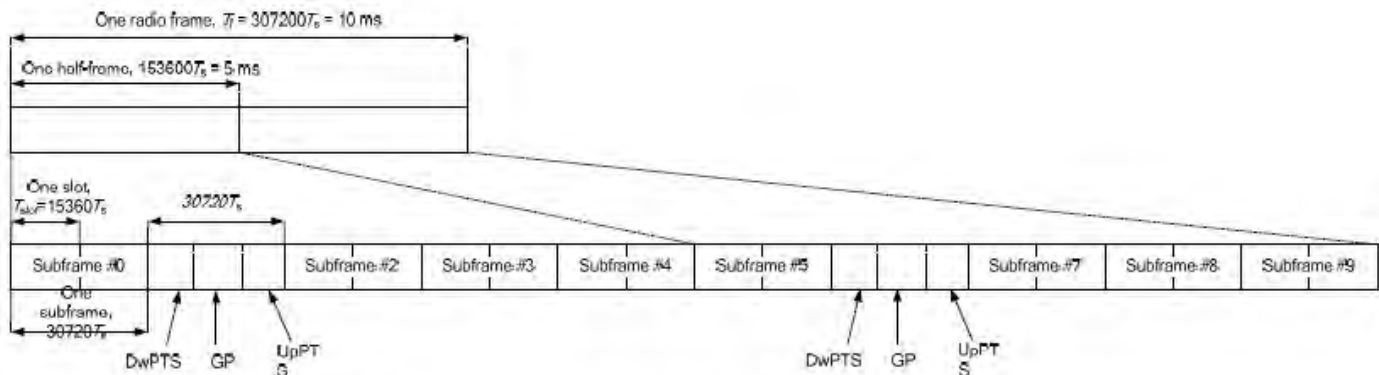 One radio frame, Tf = 307200Ts = 10 ms
One half-frame, 153600Ts = 5 ms
One slot,
Tslot=15360Ts
30720Ts
Subframe #0
Subframe #2
Subframe #3
Subframe #4
Subframe #5
Subframe #7
Subframe #8
Subframe #9
One
subframe,
30720Ts
DwPTS
GP
UpPT
S
DwPTS
GP
UpPT
S